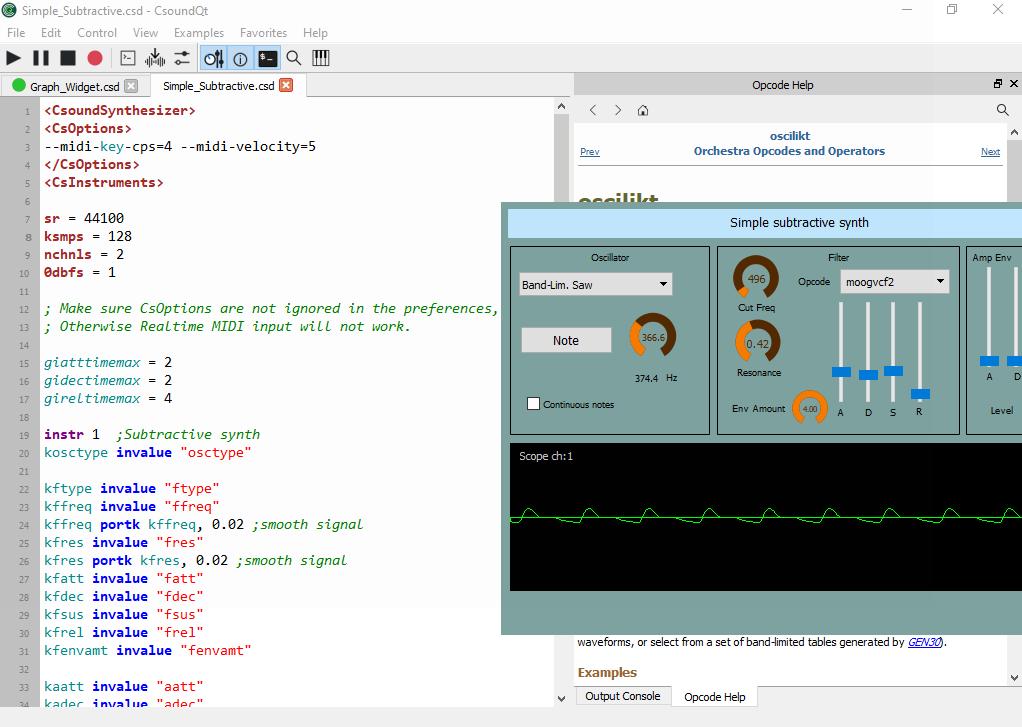 Simple_Subtractive.csd - CsoundQt
File Edit Control View Examples Favorites Help
Graph_Widget.csd Simple_Subtractive.csd
1 <CsoundSynthesizer>
2 <CsOptions>
3 --midi-key-cps=4 --midi-velocity=5
4 </CsOptions>
5 <CsInstruments>
6
7 sr = 44100
8 ksmps = 128
9 nchnls = 2
10 0dbfs = 1
11
12 ; Make sure CsOptions are not ignored in the preferences,
13 ; Otherwise Realtime MIDI input will not work.
14
15 giatttimemax = 2
16 gidectimemax = 2
17 gireltimemax = 4
18
19 instr 1 ;Subtractive synth
20 kosctype invalue "osctype"
21
22 kftype invalue "ftype"
23 kffreq invalue "ffreq"
24 kffreq portk kffreq, 0.02 ;smooth signal
25 kfres invalue "fres"
26 kfres portk kfres, 0.02 ;smooth signal
27 kfatt invalue "fatt"
28 kfdec invalue "fdec"
29 kfsus invalue "fsus"
30 kfrel invalue "frel"
31 kfenvamt invalue "fenvamt"
32
33 kaatt invalue "aatt"
34 kadec invalue "adec"
Opcode Help
oscilikt
Prev Orchestra Opcodes and Operators Next
oscilikt
Simple subtractive synth
Oscillator
Band-Lim. Saw
Note
366.6
374.4 Hz
Continuous notes
Filter
496
Cut Freq
Opcode moogvcf2
0.42
Resonance
Env Amount 4.00 A D S R
Amp Env
A D
Level
Scope ch:1
waveforms, or select from a set of band-limited tables generated by GEN30).
Examples
Output Console Opcode Help